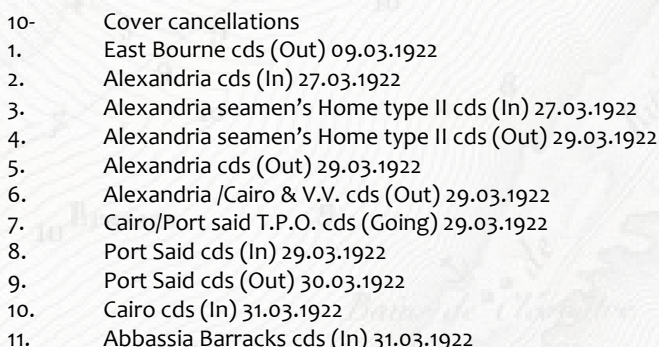 10- Cover cancellations
1. East Bourne cds (Out) 09.03.1922
2. Alexandria cds (In) 27.03.1922
3. Alexandria seamen's Home type II cds (In) 27.03.1922
4. Alexandria seamen's Home type II cds (Out) 29.03.1922
5. Alexandria cds (Out) 29.03.1922
6. Alexandria /Cairo & V.V. cds (Out) 29.03.1922
7. Cairo/Port said T.P.O. cds (Going) 29.03.1922
8. Port Said cds (In) 29.03.1922
9. Port Said cds (Out) 30.03.1922
10. Cairo cds (In) 31.03.1922
11. Abbassia Barracks cds (In) 31.03.1922